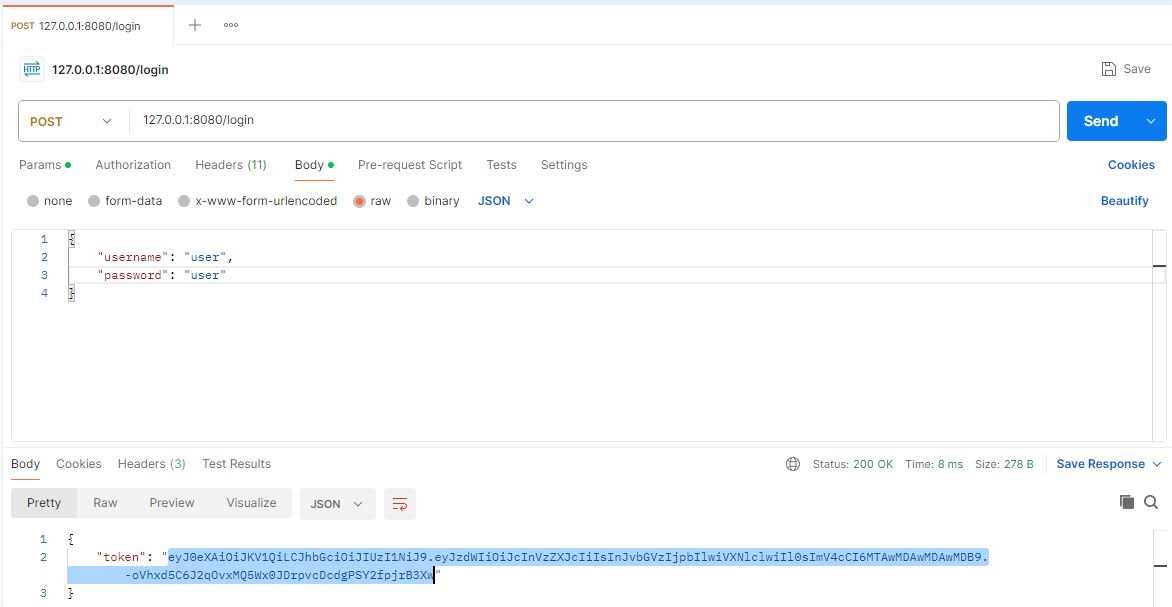 POST 127.0.0.1:8080/login
HTTP 127.0.0.1:8080/login Save
POST 127.0.0.1:8080/login Send
Params Authorization Headers (11) Body Pre-request Script Tests Settings Cookies
none form-data x-www-form-urlencoded raw binary JSON Beautify
1 {
2 "username": "user",
3 "password": "user"
4 }
Body Cookies Headers (3) Test Results Status: 200 OK Time: 8 ms Size: 278 B Save Response
Pretty Raw Preview Visualize JSON
1 {
2 "token": "eyJ0eXAiOiJKV1QiLCJhbGciOiJIUzI1NiJ9.eyJzdWIiOiJcInVzZXJcIiIsInJvbGVzIjpbIlwiVXNlclwiIl0sImV4cCI6MTAwMDAwMDAwMDB9.
-oVhxd5C6J2qOvxMQ5Wx0JDrpvcDcdgPSY2fpjrB3Xw"
3 }